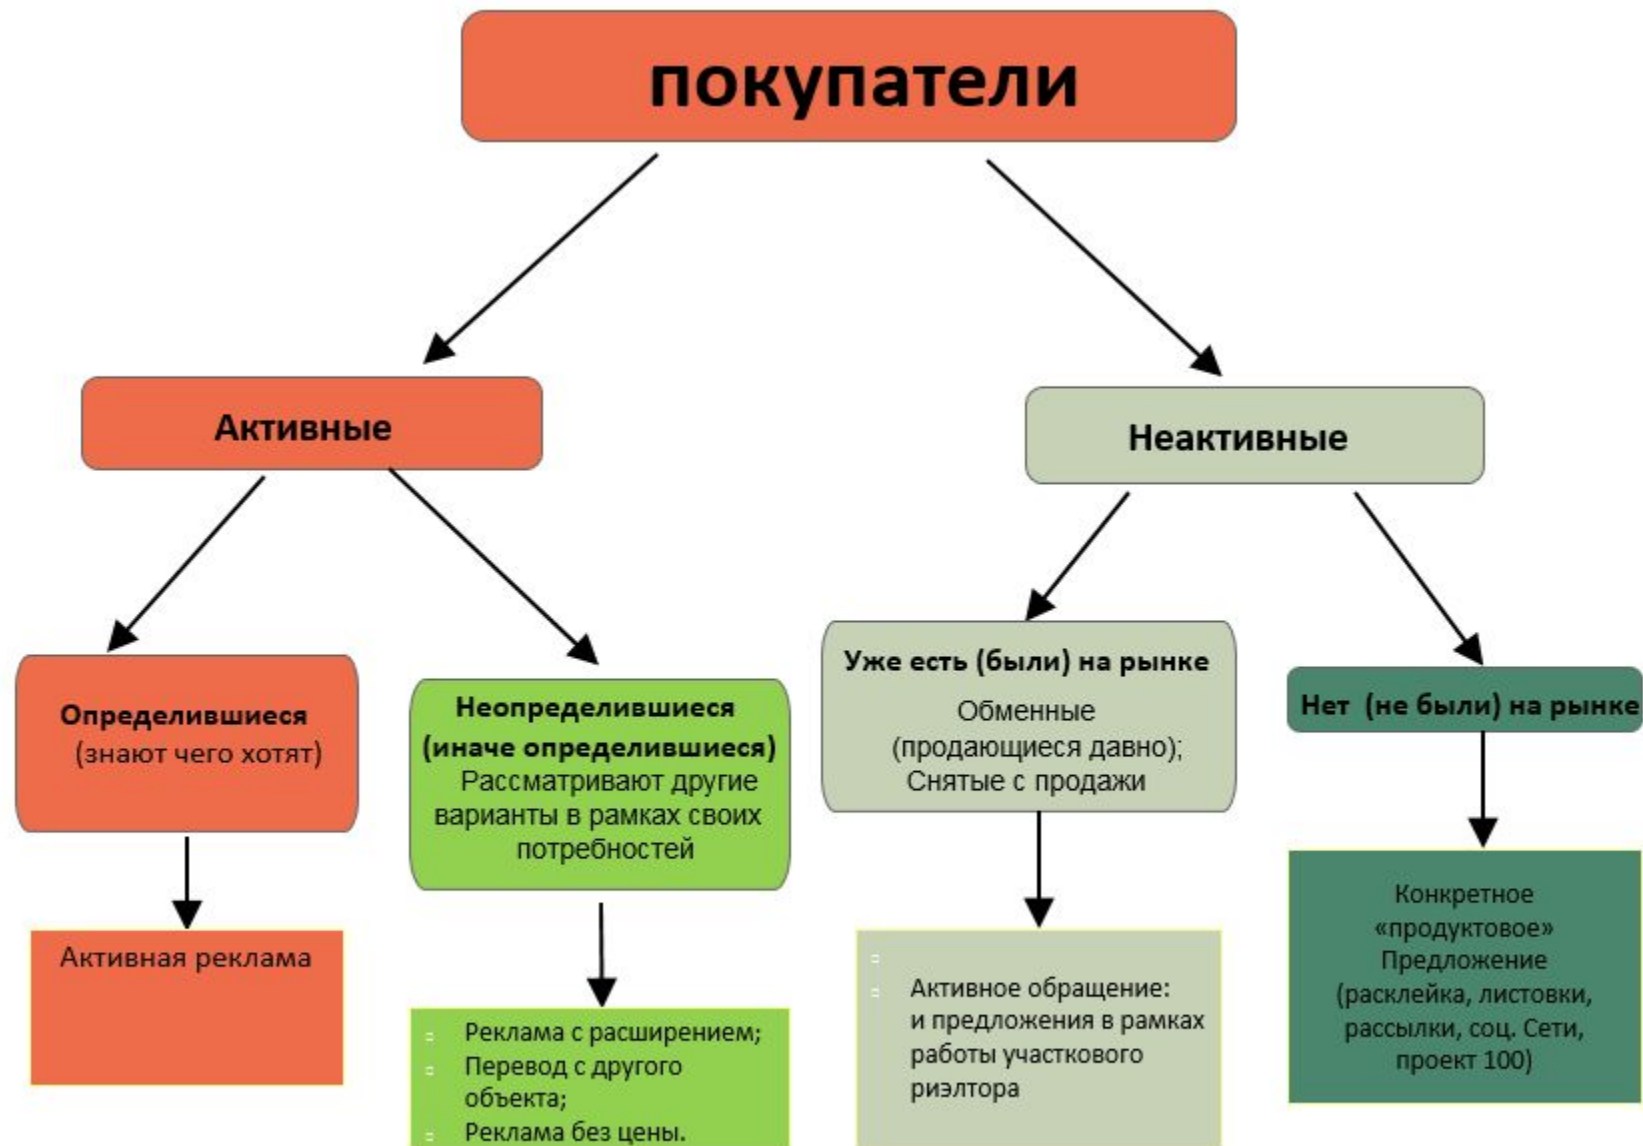 покупатели
Активные
Неактивные
Определившиеся
(знают чего хотят)
Неопределившиеся
(иначе определившиеся)
Рассматривают другие
варианты в рамках своих
потребностей
Уже есть (были) на рынке
Обменные
(продающиеся давно);
Снятые с продажи
Нет (не были) на рынке
Активная реклама
Реклама с расширением;
Перевод с другого
объекта;
Реклама без цены.
Активное обращение:
и предложения в рамках
работы участкового
риэлтора
Конкретное
«продуктовое»
Предложение
(расклейка, листовки,
рассылки, соц. Сети,
проект 100)